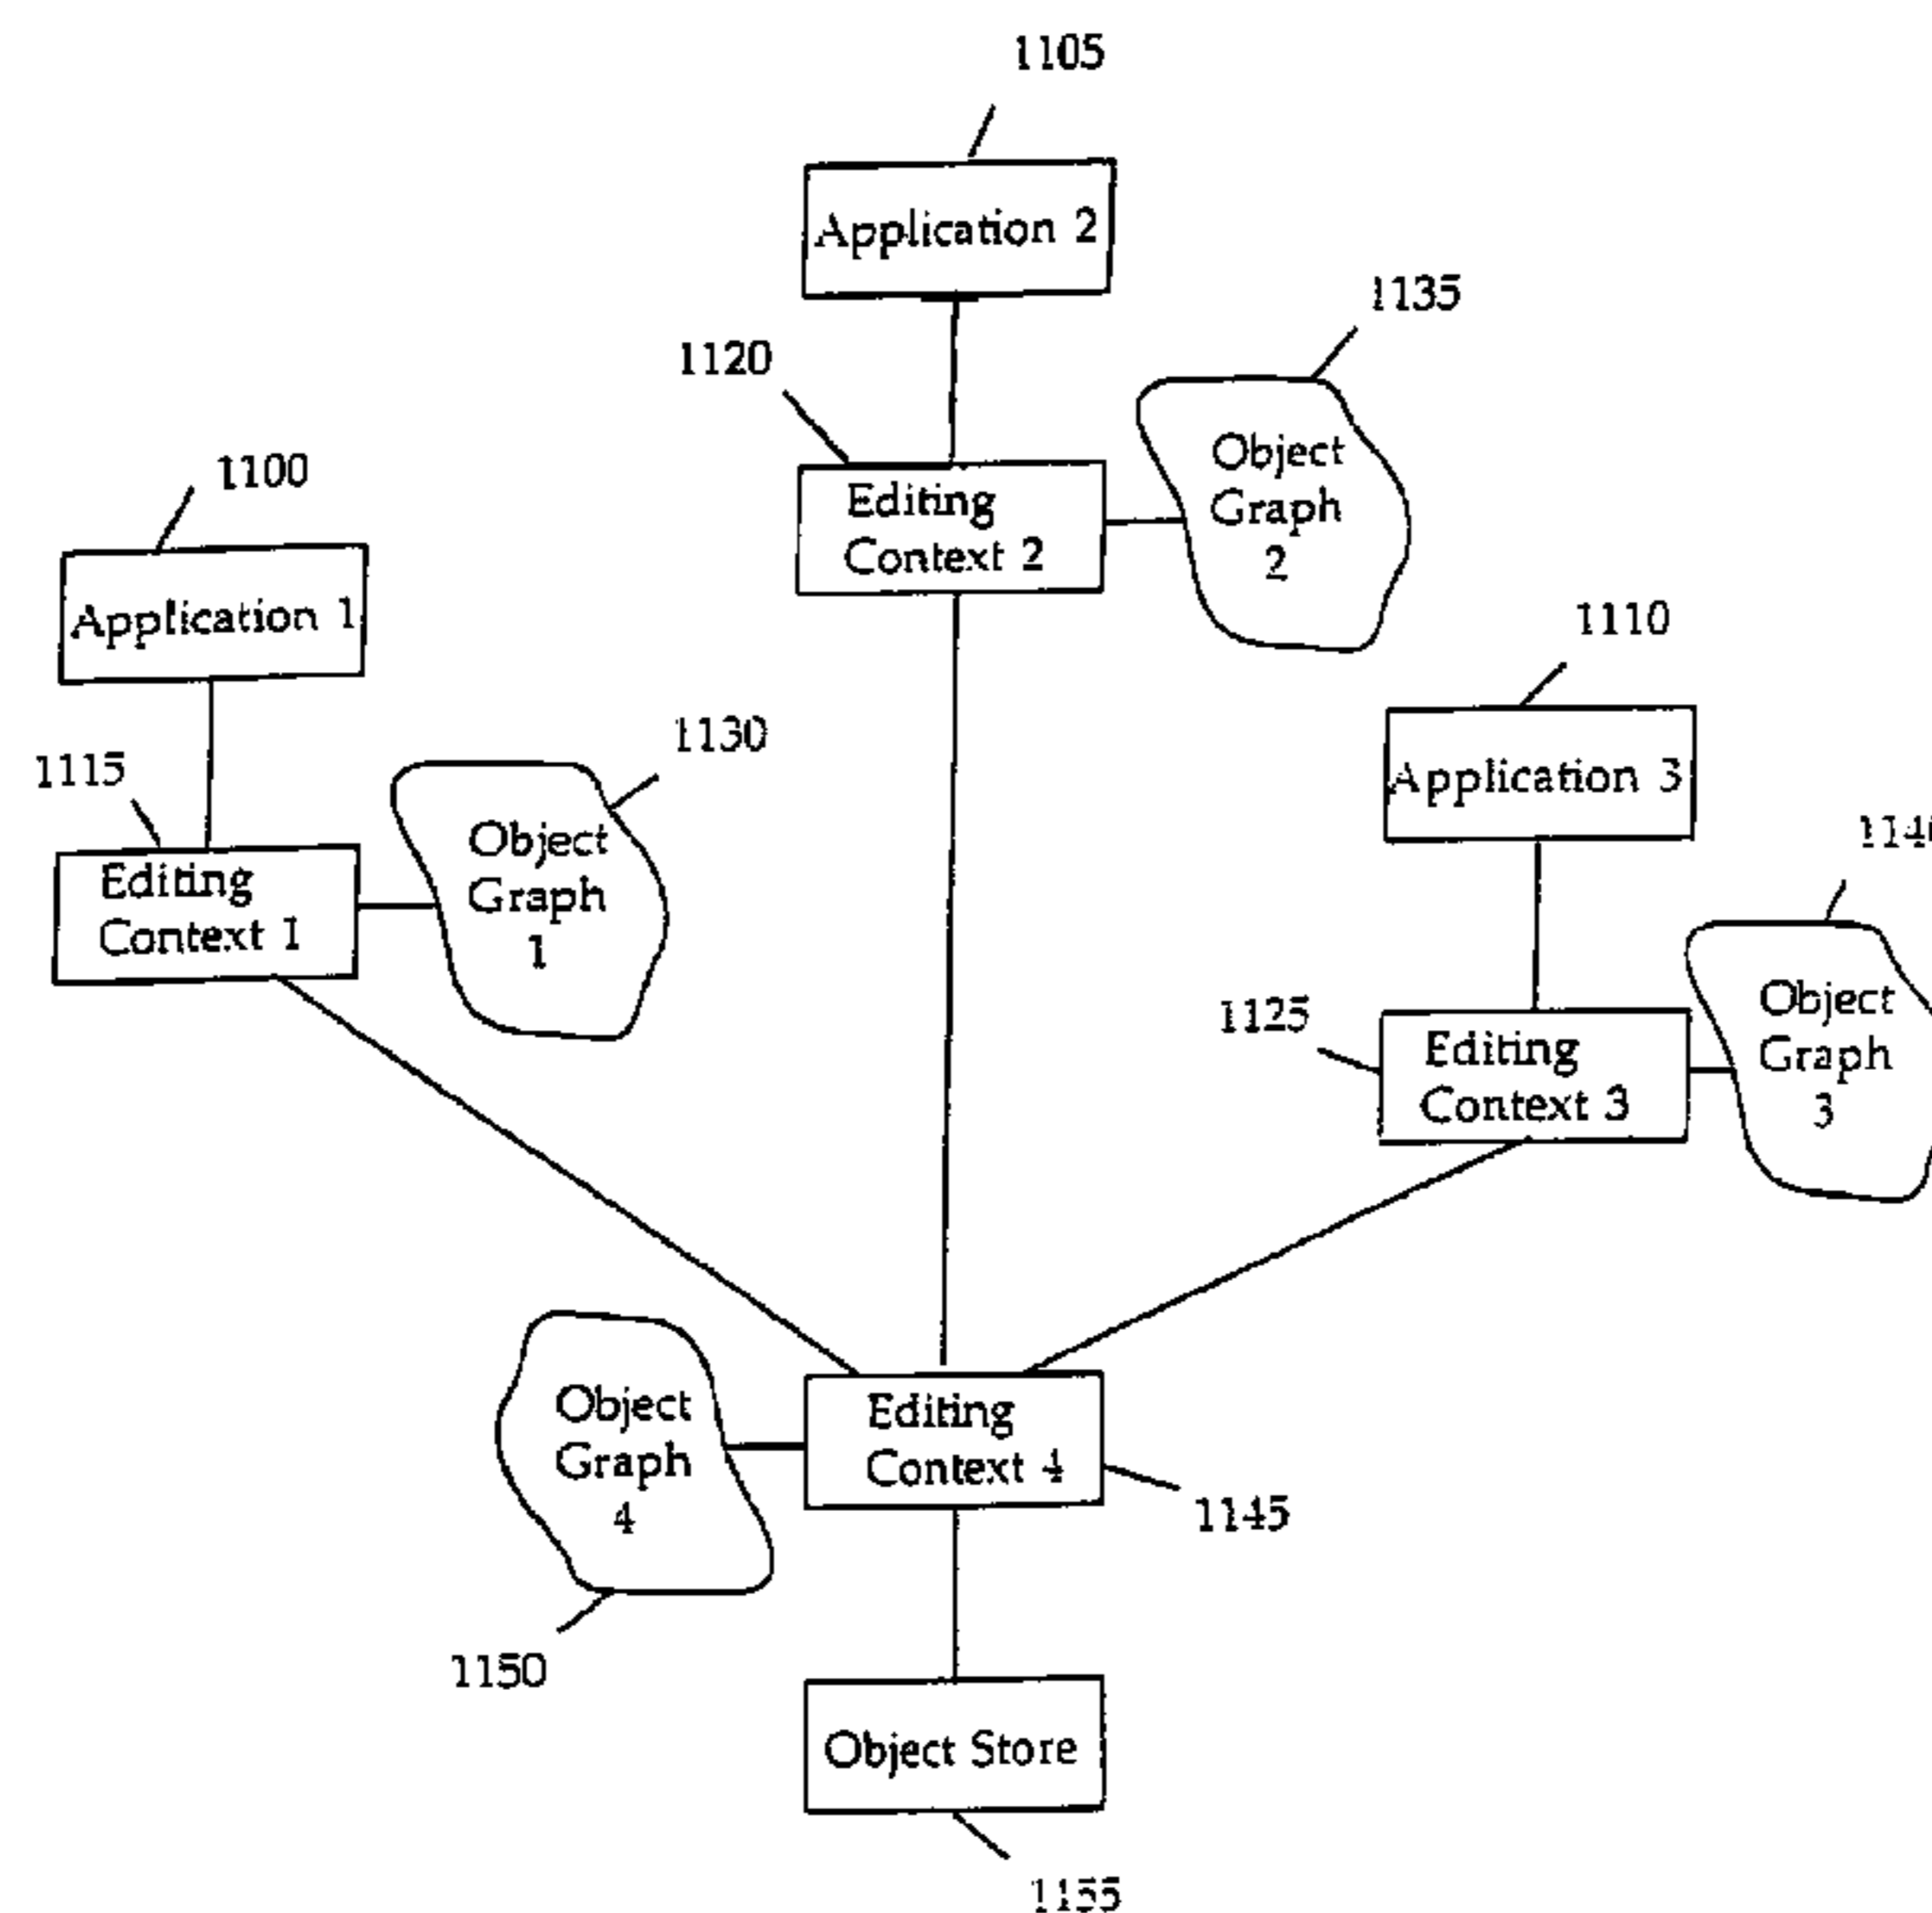 1105
Application 2
1135
1120
Object
Graph
2
Editing
Context 2
1100
Application 1
1110
1130
1115
Application 3
Object
Graph
1
Editing
Context 1
Object
Graph
3
1125
Editing
Context 3
Object
Graph
4
Editing
Context 4
1145
1150
Object Store
1155